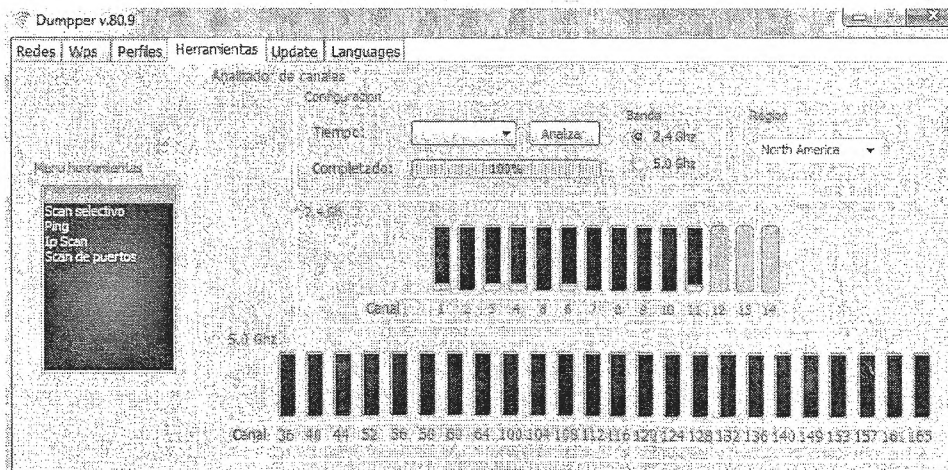 Dumpper v.80.9
Redes Wps Perfiles Herramientas Update Languages
Analizador de canales
Configuracion
Tiempo: Analizar
Completado: 100%
Banda
2.4 Ghz
5.0 Ghz
Region
North America
Menu herramientas
Scan selectivo
Ping
Ip Scan
Scan de puertos
Canal: 1 2 3 4 5 6 7 8 9 10 11 12 13 14
5.0 Ghz
Canal: 36 40 44 52 56 60 64 100 104 108 112 116 120 124 128 132 136 140 149 153 157 161 165